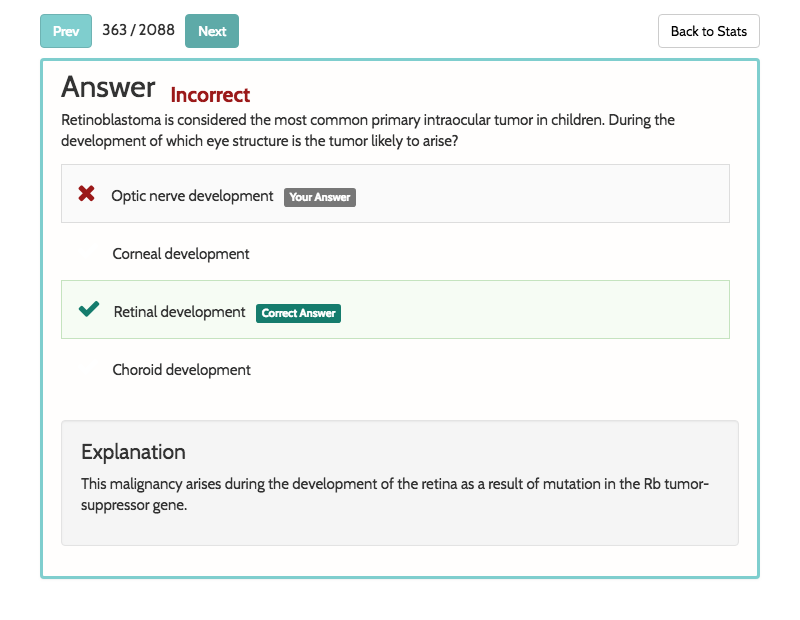 Prev 363 / 2088 Next Back to Stats
Answer Incorrect
Retinoblastoma is considered the most common primary intraocular tumor in children. During the
development of which eye structure is the tumor likely to arise?
Optic nerve development Your Answer
Corneal development
Retinal development Correct Answer
Choroid development
Explanation
This malignancy arises during the development of the retina as a result of mutation in the Rb tumor-
suppressor gene.